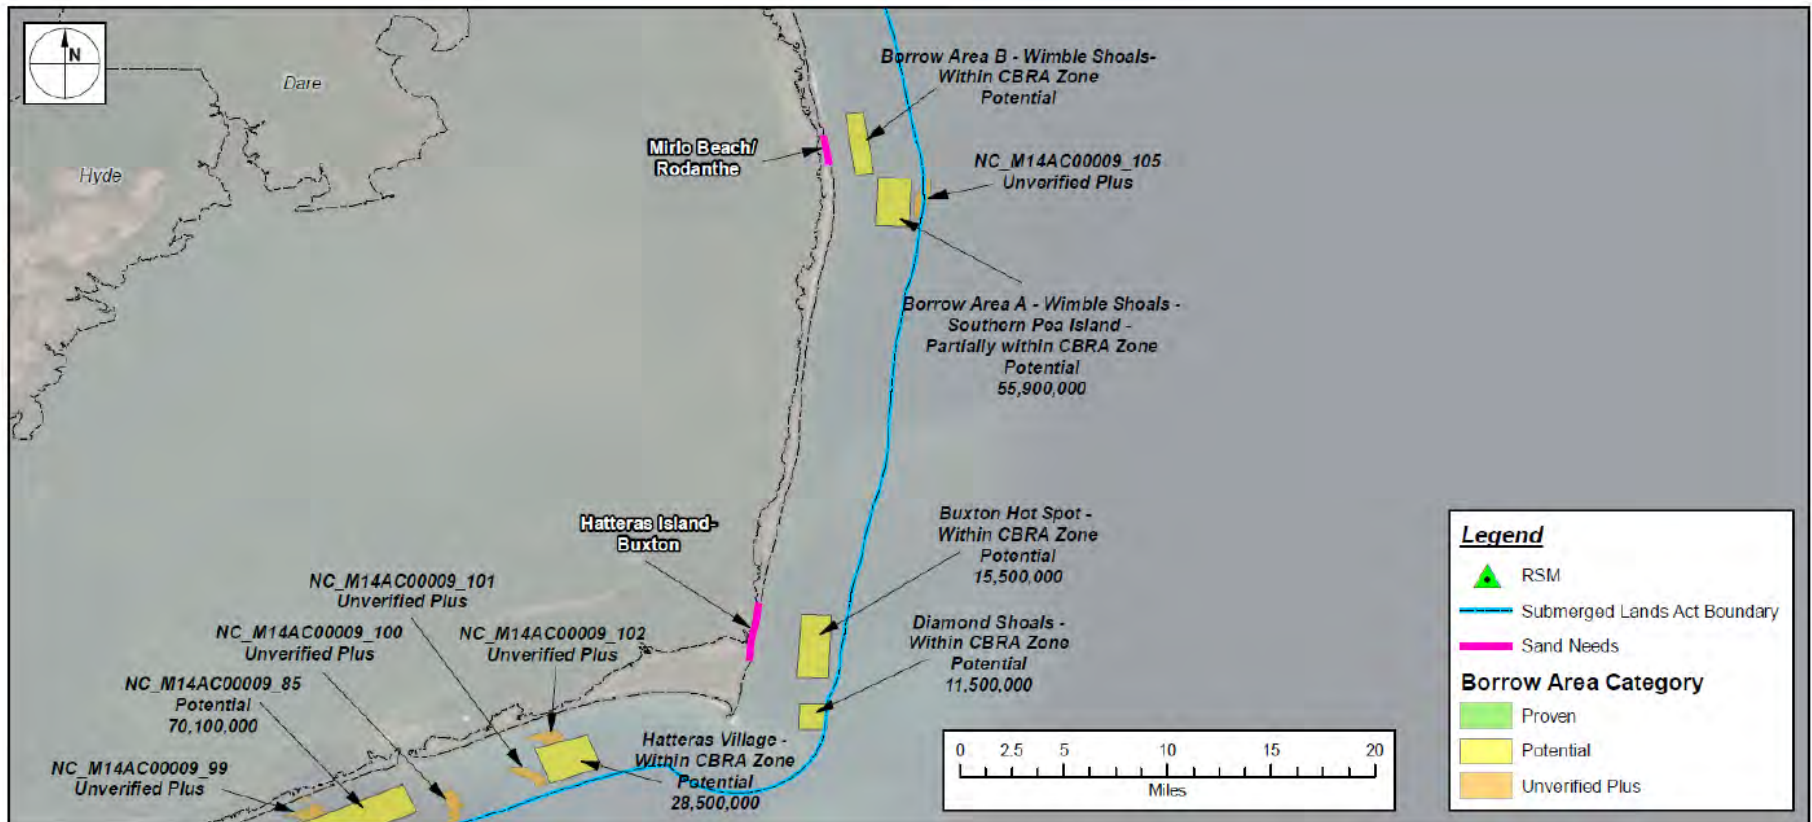 N
Dare
Hyde
Borrow Area B - Wimble Shoals-
Within CBRA Zone
Potential
Mirlo Beach/
Rodanthe
NC_M14AC00009_105
Unverified Plus
Borrow Area A - Wimble Shoals -
Southern Pea Island -
Partially within CBRA Zone
Potential
55,900,000
Hatteras Island-
Buxton
Buxton Hot Spot -
Within CBRA Zone
Potential
15,500,000
Diamond Shoals -
Within CBRA Zone
Potential
11,500,000
NC_M14AC00009_101
Unverified Plus
NC_M14AC00009_100
Unverified Plus
NC_M14AC00009_102
Unverified Plus
NC_M14AC00009_85
Potential
70,100,000
NC_M14AC00009_99
Unverified Plus
Hatteras Village -
Within CBRA Zone
Potential
28,500,000
0 2.5 5 10 15 20
Miles
Legend
RSM
Submerged Lands Act Boundary
Sand Needs
Borrow Area Category
Proven
Potential
Unverified Plus